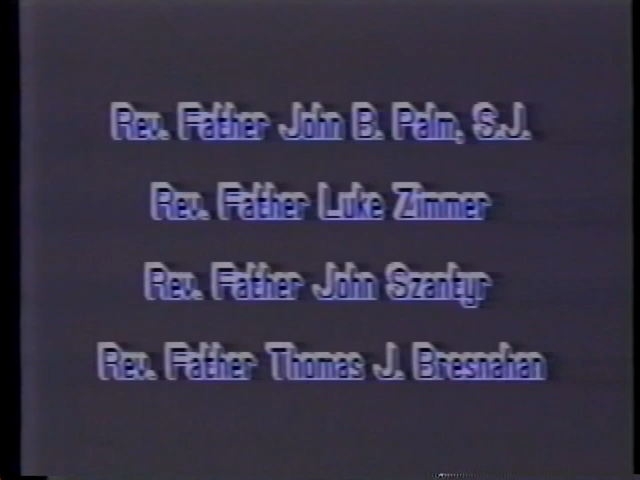 Rev. Father John B. Palm, S.J.
Rev. Father Luke Zimmer
Rev. Father John Szantyr
Rev. Father Thomas J. Bresnahan